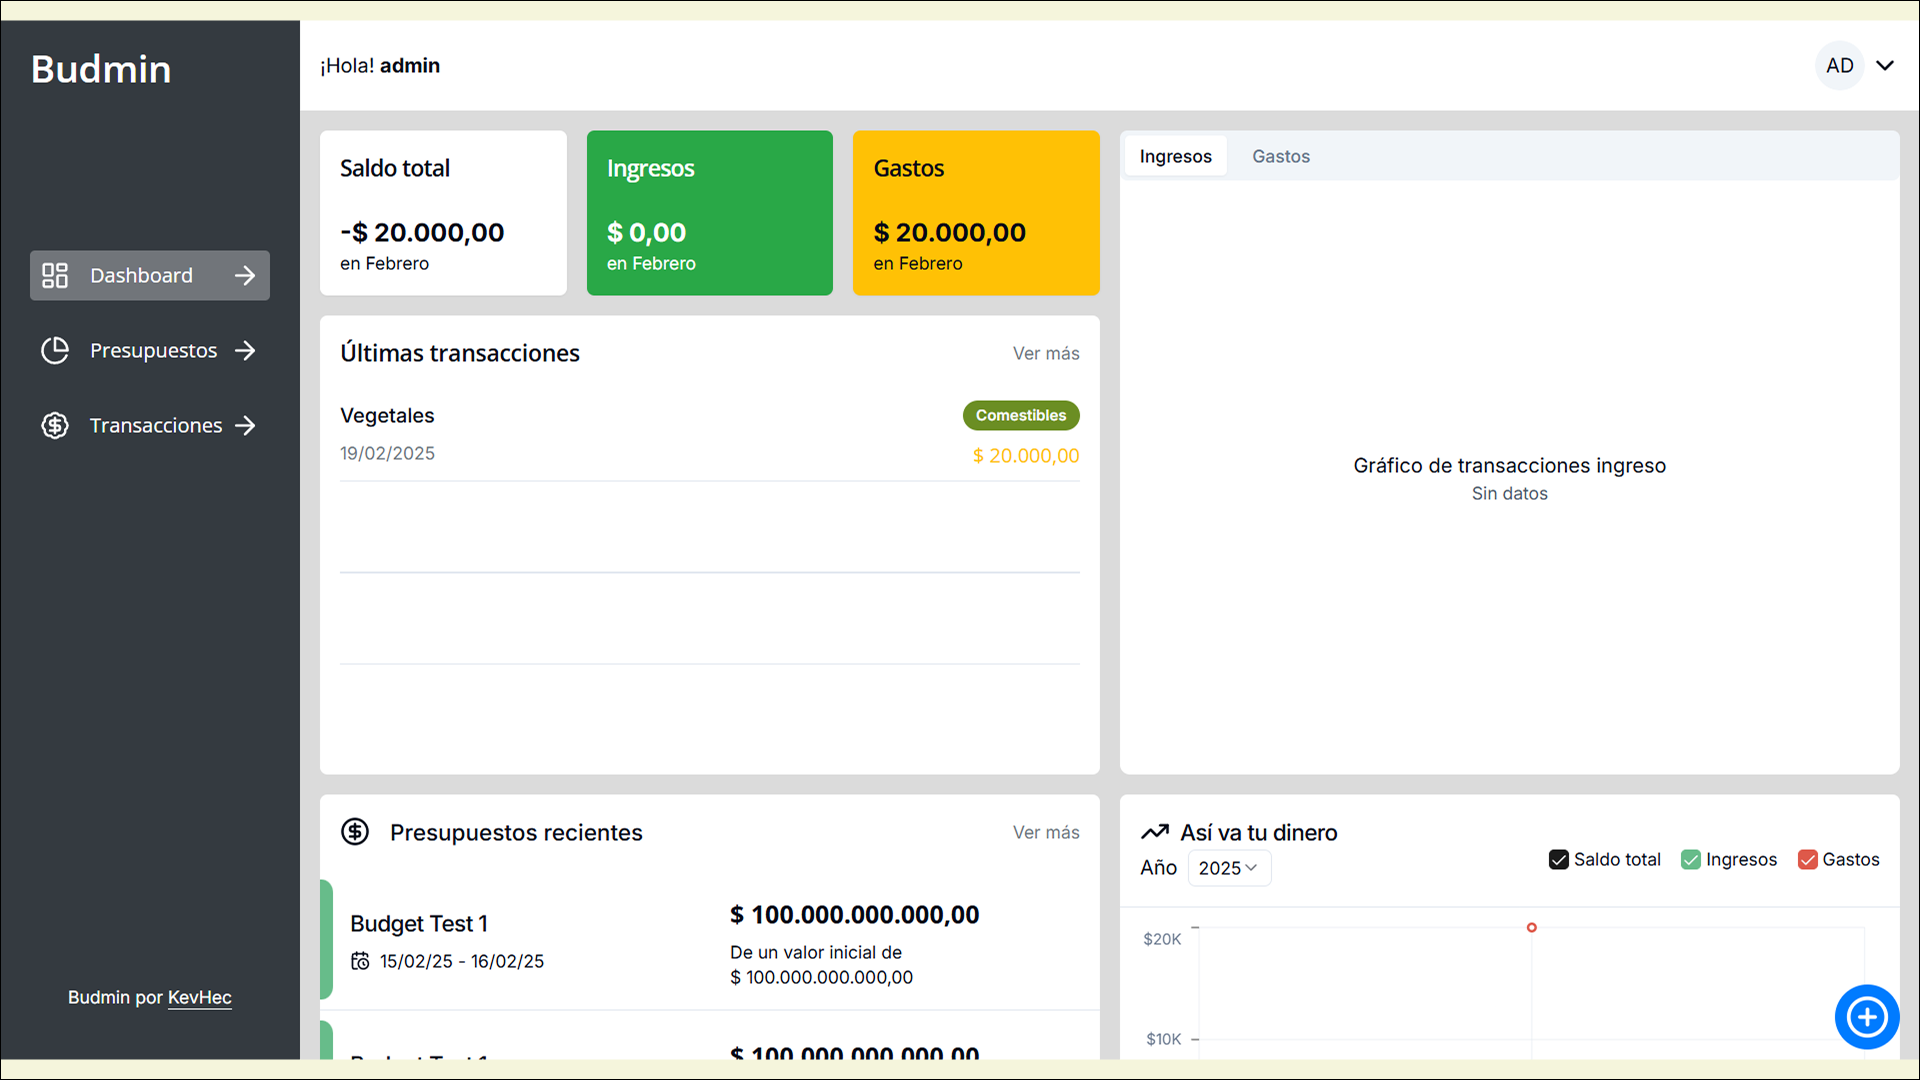 Budmin
Dashboard
Presupuestos
Transacciones
Budmin por KevHec
¡Hola! admin
AD
Saldo total
-$ 20.000,00
en Febrero
Ingresos
$ 0,00
en Febrero
Gastos
$ 20.000,00
en Febrero
Últimas transacciones
Ver más
Vegetales
Comestibles
19/02/2025
$ 20.000,00
Ingresos
Gastos
Gráfico de transacciones ingreso
Sin datos
Presupuestos recientes
Ver más
Budget Test 1
15/02/25 - 16/02/25
$ 100.000.000.000,00
De un valor inicial de
$ 100.000.000.000,00
Budget Test 1
$ 100.000.000.000,00
Así va tu dinero
Año
2025
Saldo total
Ingresos
Gastos
$20K
$10K